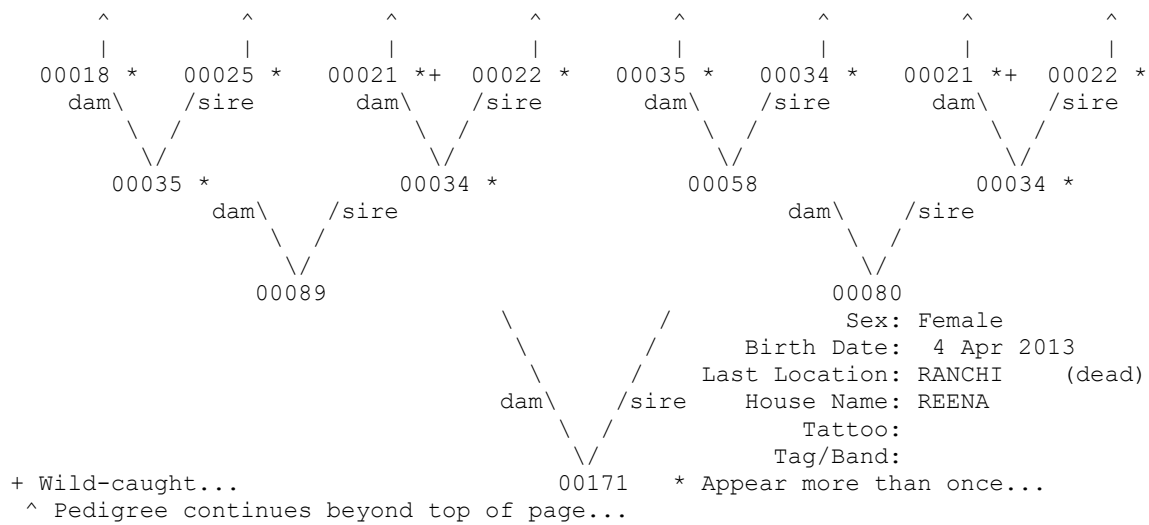 ^ ^ ^ ^ ^ ^ ^ ^
| | | | | | | |
00018 * 00025 * 00021 *+ 00022 * 00035 * 00034 * 00021 *+ 00022 *
dam\ /sire dam\ /sire dam\ /sire dam\ /sire
\ / \ / \ / \ /
\/ \/ \/ \/
00035 * 00034 * 00058 00034 *
dam\ /sire dam\ /sire
\ / \ /
\/ \/
00089 00080
\ / Sex: Female
\ / Birth Date: 4 Apr 2013
\ / Last Location: RANCHI (dead)
dam\ /sire House Name: REENA
\ / Tattoo:
\/ Tag/Band:
+ Wild-caught... 00171 * Appear more than once...
^ Pedigree continues beyond top of page...